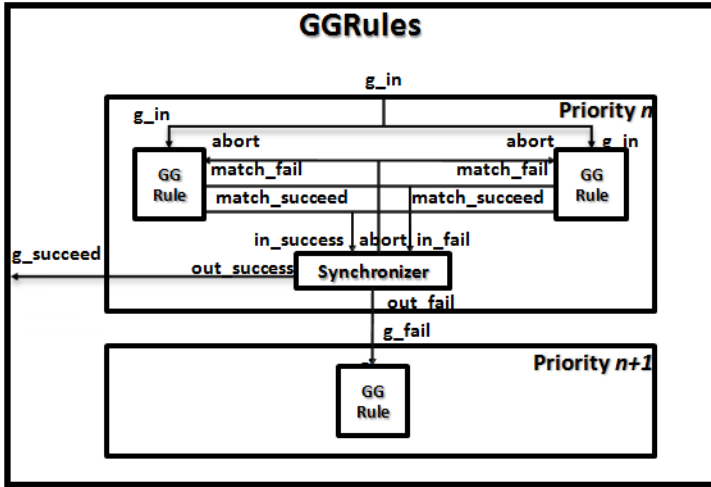 GGRules
g_in
Priority n
g_in
abort
abort
g_in
GG
Rule
match_fail
match_fail
GG
Rule
match_succeed
match_succeed
in_success
abort
in_fail
g_succeed
out_success
Synchronizer
out_fail
g_fail
Priority n+1
GG
Rule